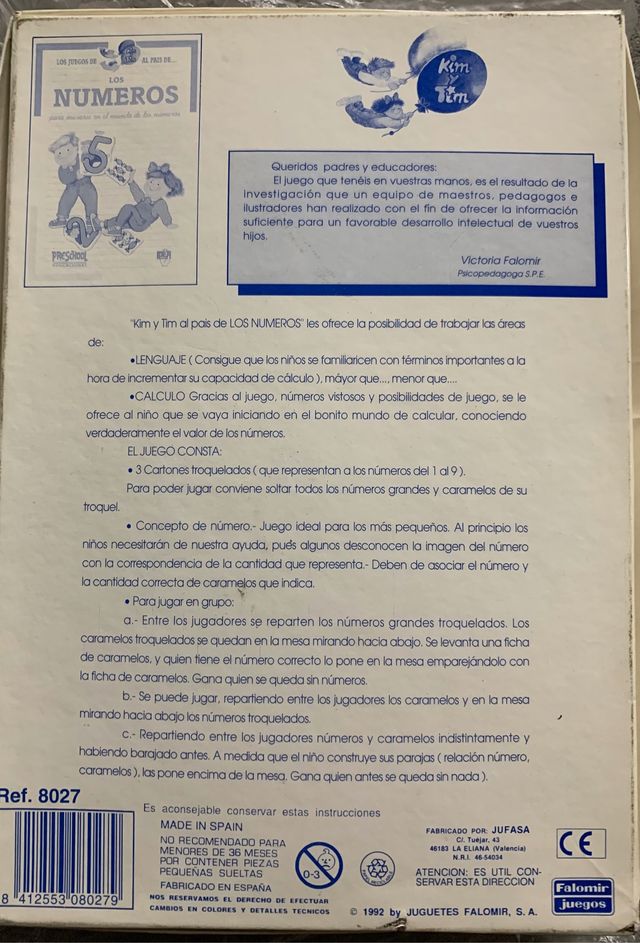 LOS JUEGOS DE
AL PAIS DE...
LOS
NUMEROS
para iniciarse en el mundo de los números
5
2
PRESCHOOL
Kim
y
Tim
Queridos padres y educadores:
El juego que tenéis en vuestras manos, es el resultado de la
investigación que un equipo de maestros, pedagogos e
ilustradores han realizado con el fin de ofrecer la información
suficiente para un favorable desarrollo intelectual de vuestros
hijos.
Victoria Falomir
Psicopedagoga S.P.E.
"Kim y Tim al pais de LOS NUMEROS" les ofrece la posibilidad de trabajar las áreas
de:
•LENGUAJE ( Consigue que los niños se familiaricen con términos importantes a la
hora de incrementar su capacidad de cálculo ), máyor que..., menor que....
•CALCULO Gracias al juego, números vistosos y posibilidades de juego, se le
ofrece al niño que se vaya iniciando en el bonito mundo de calcular, conociendo
verdaderamente el valor de los números.
EL JUEGO CONSTA:
• 3 Cartones troquelados ( que representan a los números del 1 al 9 ).
Para poder jugar conviene soltar todos los números grandes y caramelos de su
troquel.
• Concepto de número.- Juego ideal para los más pequeños. Al principio los
niños necesitarán de nuestra ayuda, pues algunos desconocen la imagen del número
con la correspondencia de la cantidad que representa.- Deben de asociar el número y
la cantidad correcta de caramelos que indica.
• Para jugar en grupo:
a.- Entre los jugadores se reparten los números grandes troquelados. Los
caramelos troquelados se quedan en la mesa mirando hacia abajo. Se levanta una ficha
de caramelos, y quien tiene el número correcto lo pone en la mesa emparejándolo con
la ficha de caramelos. Gana quien se queda sin números.
b.- Se puede jugar, repartiendo entre los jugadores los caramelos y en la mesa
mirando hacia abajo los números troquelados.
c.- Repartiendo entre los jugadores números y caramelos indistintamente y
habiendo barajado antes. A medida que el niño construye sus parajas ( relación número,
caramelos ), las pone encima de la mesa. Gana quien antes se queda sin nada ).
Ref. 8027
8 412553 080279
Es aconsejable conservar estas instrucciones
MADE IN SPAIN
NO RECOMENDADO PARA
MENORES DE 36 MESES
POR CONTENER PIEZAS
PEQUEÑAS SUELTAS
FABRICADO EN ESPAÑA
NOS RESERVAMOS EL DERECHO DE EFECTUAR
CAMBIOS EN COLORES Y DETALLES TECNICOS
0-3
FABRICADO POR: JUFASA
C/. Tuéjar, 43
46183 LA ELIANA (Valencia)
N.R.I. 46-54034
ATENCION: ES UTIL CON-
SERVAR ESTA DIRECCION
CE
Falomir
juegos
© 1992 by JUGUETES FALOMIR, S. A.